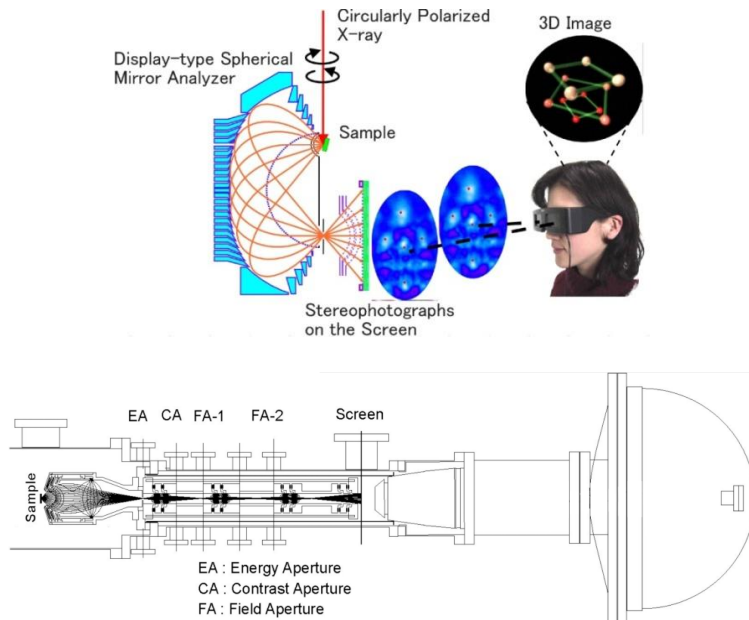 Circularly Polarized
X-ray
3D Image
Display-type Spherical
Mirror Analyzer
Sample
Stereophotographs
on the Screen
EA CA FA-1 FA-2 Screen
Sample
EA : Energy Aperture
CA : Contrast Aperture
FA : Field Aperture